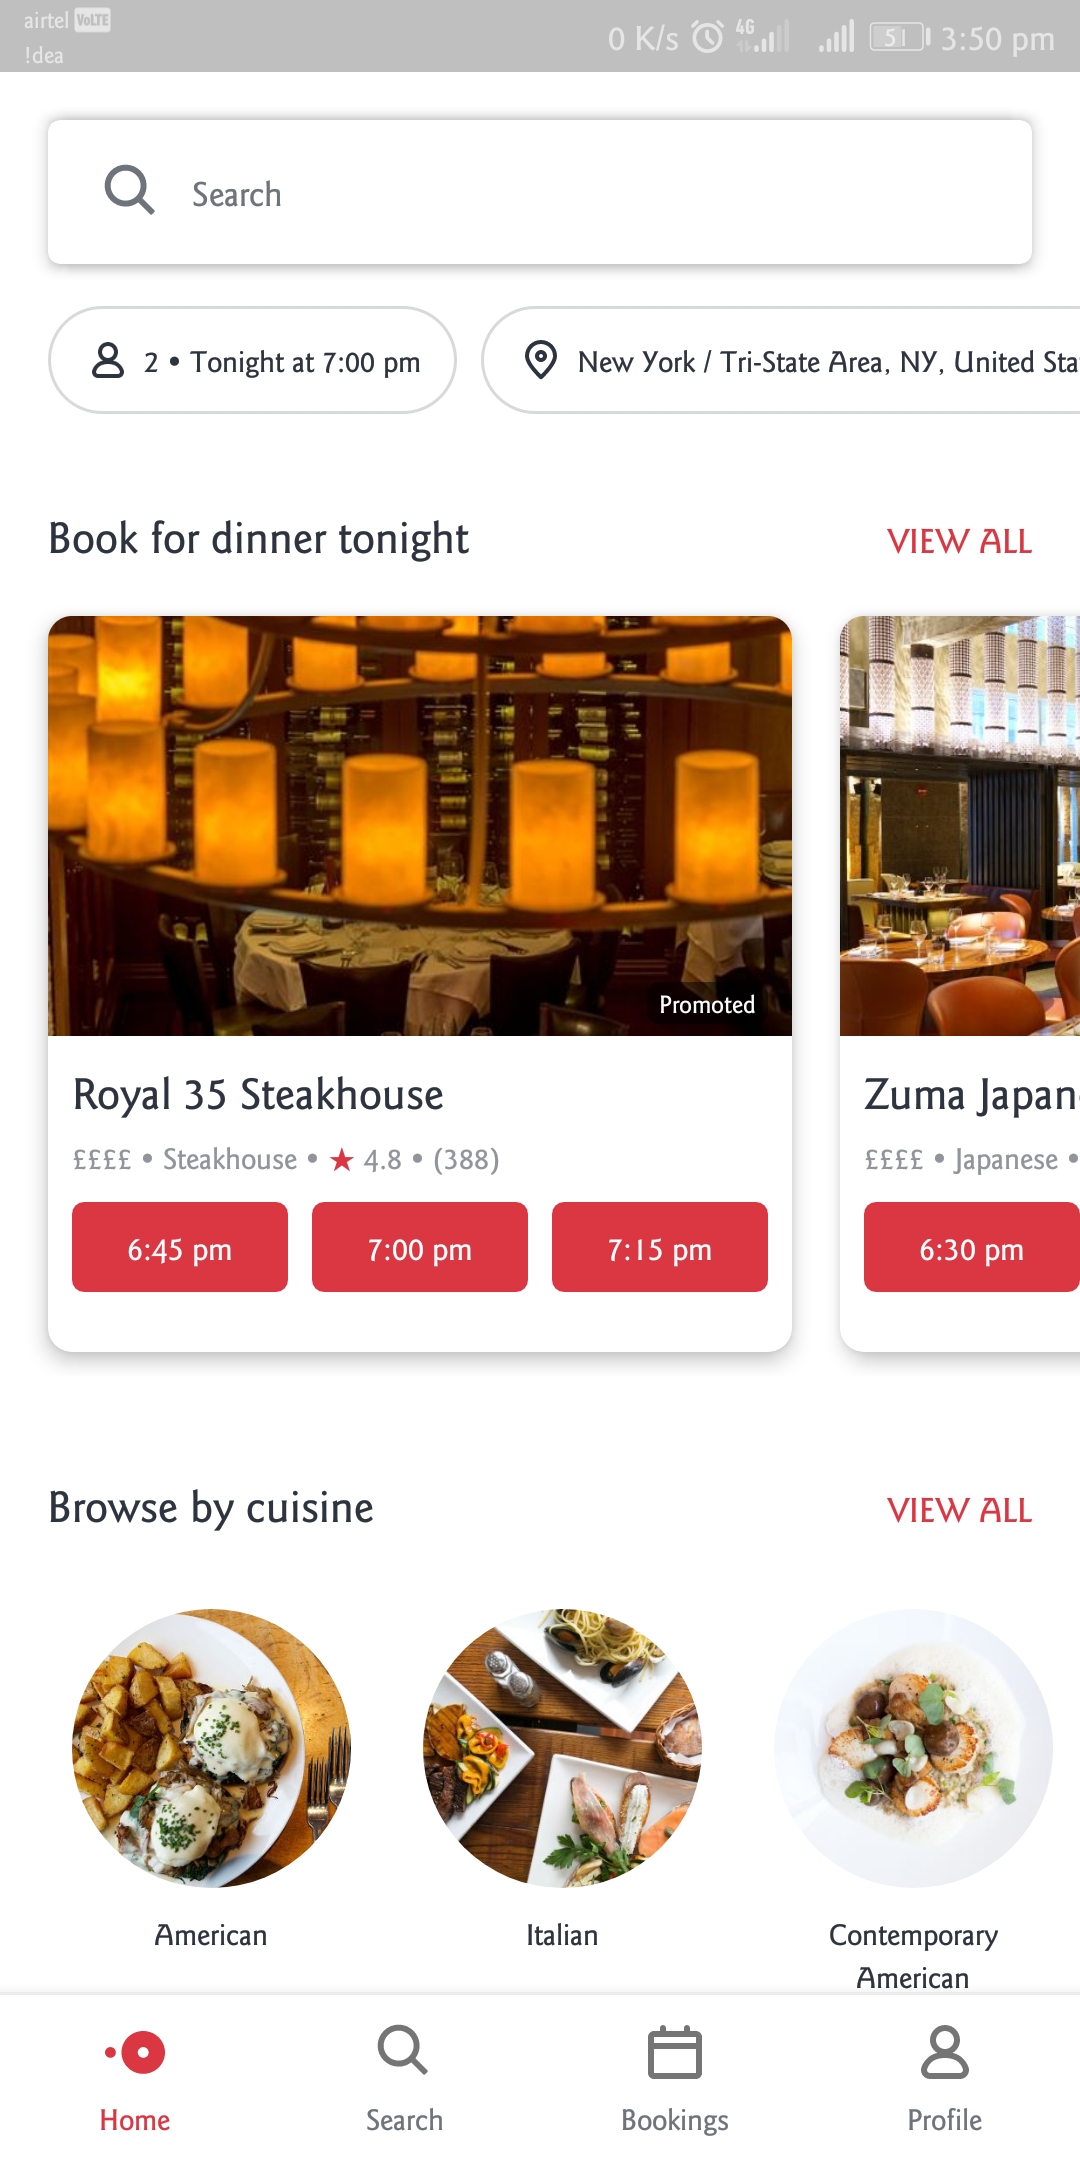 airtel VoLTE
!dea
0 K/s 4G 51 3:50 pm
Search
2 • Tonight at 7:00 pm
New York / Tri-State Area, NY, United Sta
Book for dinner tonight
VIEW ALL
Promoted
Royal 35 Steakhouse
££££ • Steakhouse • ★ 4.8 • (388)
6:45 pm
7:00 pm
7:15 pm
Zuma Japan
££££ • Japanese •
6:30 pm
Browse by cuisine
VIEW ALL
American
Italian
Contemporary
American
Home
Search
Bookings
Profile